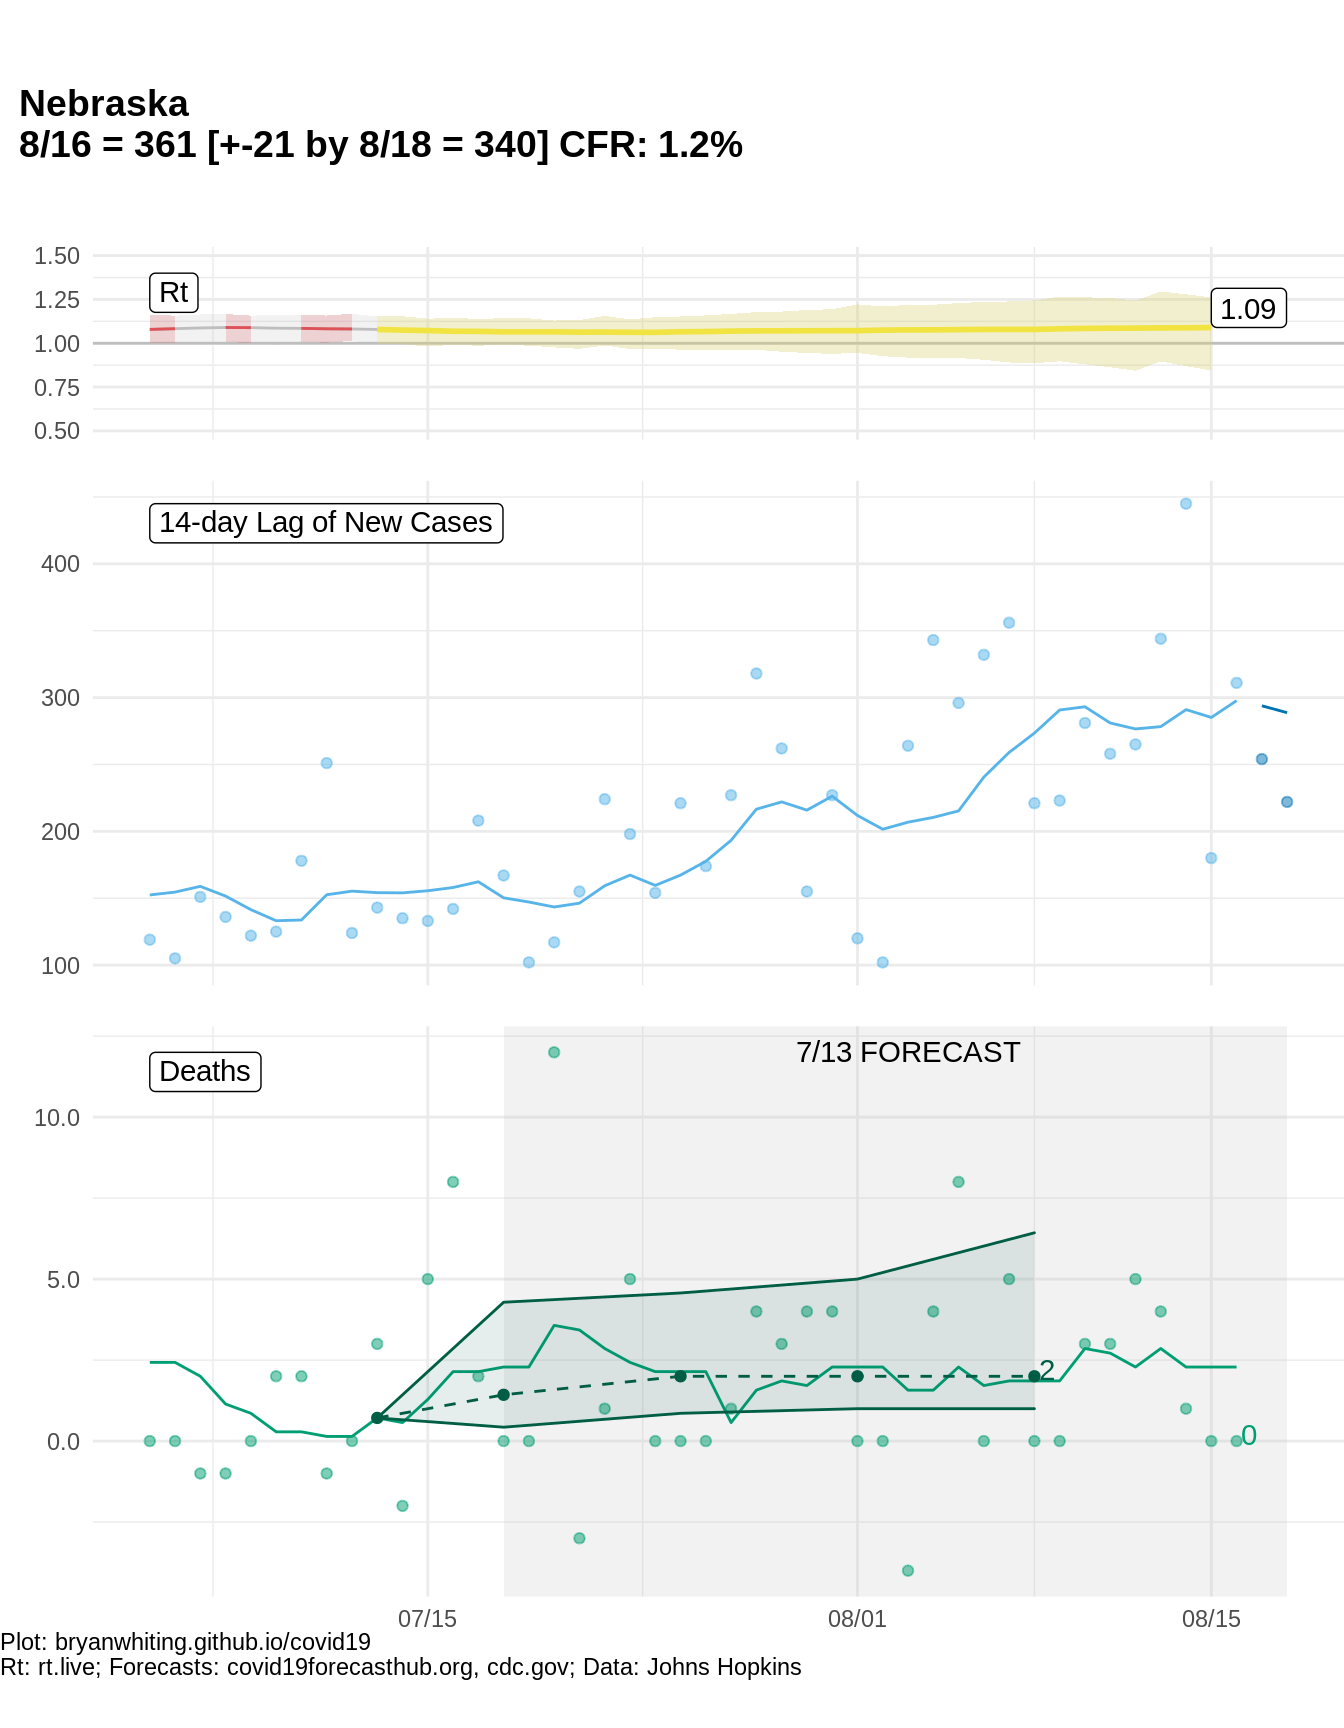 Nebraska
8/16 = 361 [+-21 by 8/18 = 340] CFR: 1.2%
1.50
1.25
1.00
0.75
0.50
Rt
1.09
14-day Lag of New Cases
400
300
200
100
Deaths
7/13 FORECAST
10.0
5.0
0.0
2
0
07/15
08/01
08/15
Plot: bryanwhiting.github.io/covid19
Rt: rt.live; Forecasts: covid19forecasthub.org, cdc.gov; Data: Johns Hopkins